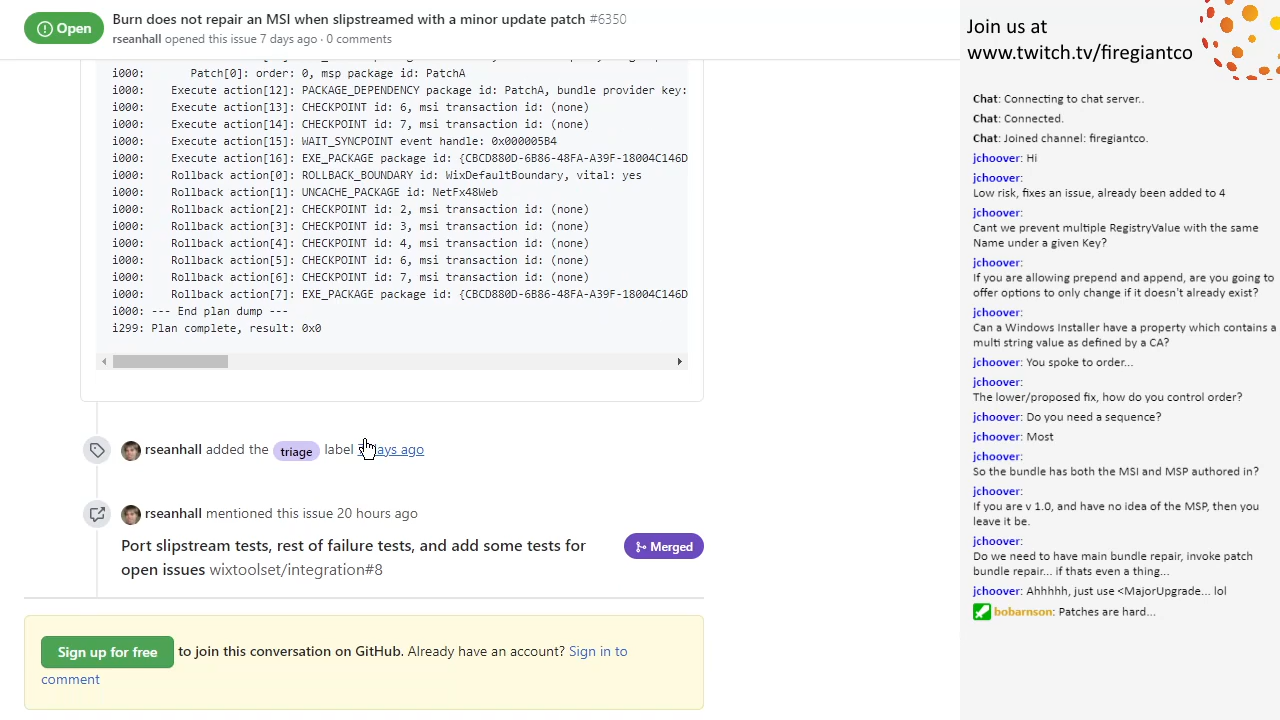 Open
Burn does not repair an MSI when slipstreamed with a minor update patch #6350
rseanhall opened this issue 7 days ago · 0 comments
i000:       Patch[0]: order: 0, msp package id: PatchA
i000:    Execute action[12]: PACKAGE_DEPENDENCY package id: PatchA, bundle provider key:
i000:    Execute action[13]: CHECKPOINT id: 6, msi transaction id: (none)
i000:    Execute action[14]: CHECKPOINT id: 7, msi transaction id: (none)
i000:    Execute action[15]: WAIT_SYNCPOINT event handle: 0x000005B4
i000:    Execute action[16]: EXE_PACKAGE package id: {CBCD880D-6B86-48FA-A39F-18004C146D
i000:    Rollback action[0]: ROLLBACK_BOUNDARY id: WixDefaultBoundary, vital: yes
i000:    Rollback action[1]: UNCACHE_PACKAGE id: NetFx48Web
i000:    Rollback action[2]: CHECKPOINT id: 2, msi transaction id: (none)
i000:    Rollback action[3]: CHECKPOINT id: 3, msi transaction id: (none)
i000:    Rollback action[4]: CHECKPOINT id: 4, msi transaction id: (none)
i000:    Rollback action[5]: CHECKPOINT id: 6, msi transaction id: (none)
i000:    Rollback action[6]: CHECKPOINT id: 7, msi transaction id: (none)
i000:    Rollback action[7]: EXE_PACKAGE package id: {CBCD880D-6B86-48FA-A39F-18004C146D
i000: --- End plan dump ---
i299: Plan complete, result: 0x0
rseanhall added the triage label days ago
rseanhall mentioned this issue 20 hours ago
Port slipstream tests, rest of failure tests, and add some tests for
open issues wixtoolset/integration#8
Merged
Sign up for free to join this conversation on GitHub. Already have an account? Sign in to
comment
Join us at
www.twitch.tv/firegiantco
Chat: Connecting to chat server..
Chat: Connected.
Chat: Joined channel: firegiantco.
jchoover: Hi
jchoover:
Low risk, fixes an issue, already been added to 4
jchoover:
Cant we prevent multiple RegistryValue with the same
Name under a given Key?
jchoover:
If you are allowing prepend and append, are you going to
offer options to only change if it doesn't already exist?
jchoover:
Can a Windows Installer have a property which contains a
multi string value as defined by a CA?
jchoover: You spoke to order...
jchoover:
The lower/proposed fix, how do you control order?
jchoover: Do you need a sequence?
jchoover: Most
jchoover:
So the bundle has both the MSI and MSP authored in?
jchoover:
If you are v 1.0, and have no idea of the MSP, then you
leave it be.
jchoover:
Do we need to have main bundle repair, invoke patch
bundle repair... if thats even a thing...
jchoover: Ahhhhh, just use <MajorUpgrade... lol
bobarnson: Patches are hard...